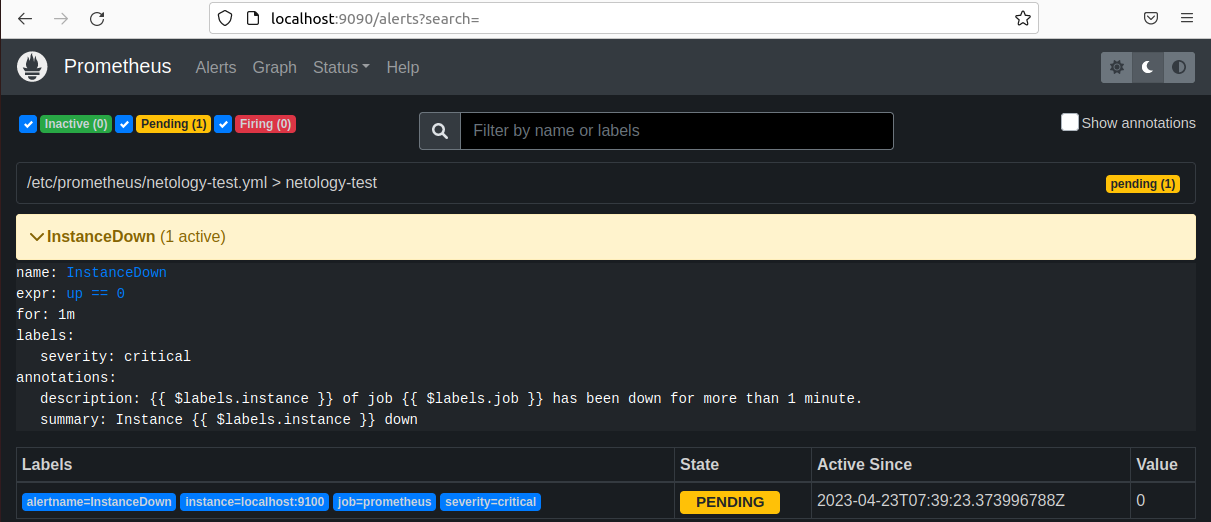 localhost:9090/alerts?search=
Prometheus Alerts Graph Status Help
Inactive (0) Pending (1) Firing (0) Filter by name or labels Show annotations
/etc/prometheus/netology-test.yml > netology-test pending (1)
InstanceDown (1 active)
name: InstanceDown
expr: up == 0
for: 1m
labels:
severity: critical
annotations:
description: {{ $labels.instance }} of job {{ $labels.job }} has been down for more than 1 minute.
summary: Instance {{ $labels.instance }} down
Labels State Active Since Value
alertname=InstanceDown instance=localhost:9100 job=prometheus severity=critical PENDING 2023-04-23T07:39:23.373996788Z 0